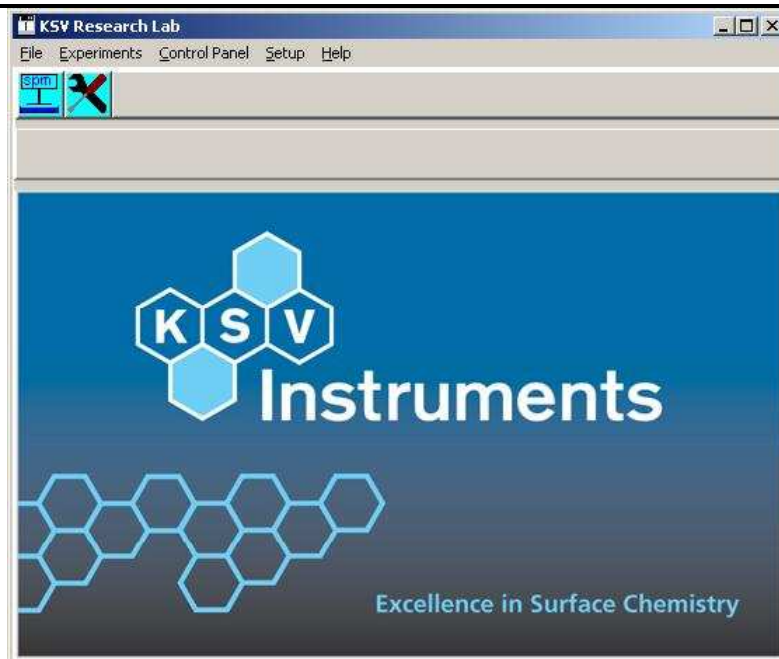 KSV Research Lab
File Experiments Control Panel Setup Help
spm
K S V
Instruments
Excellence in Surface Chemistry